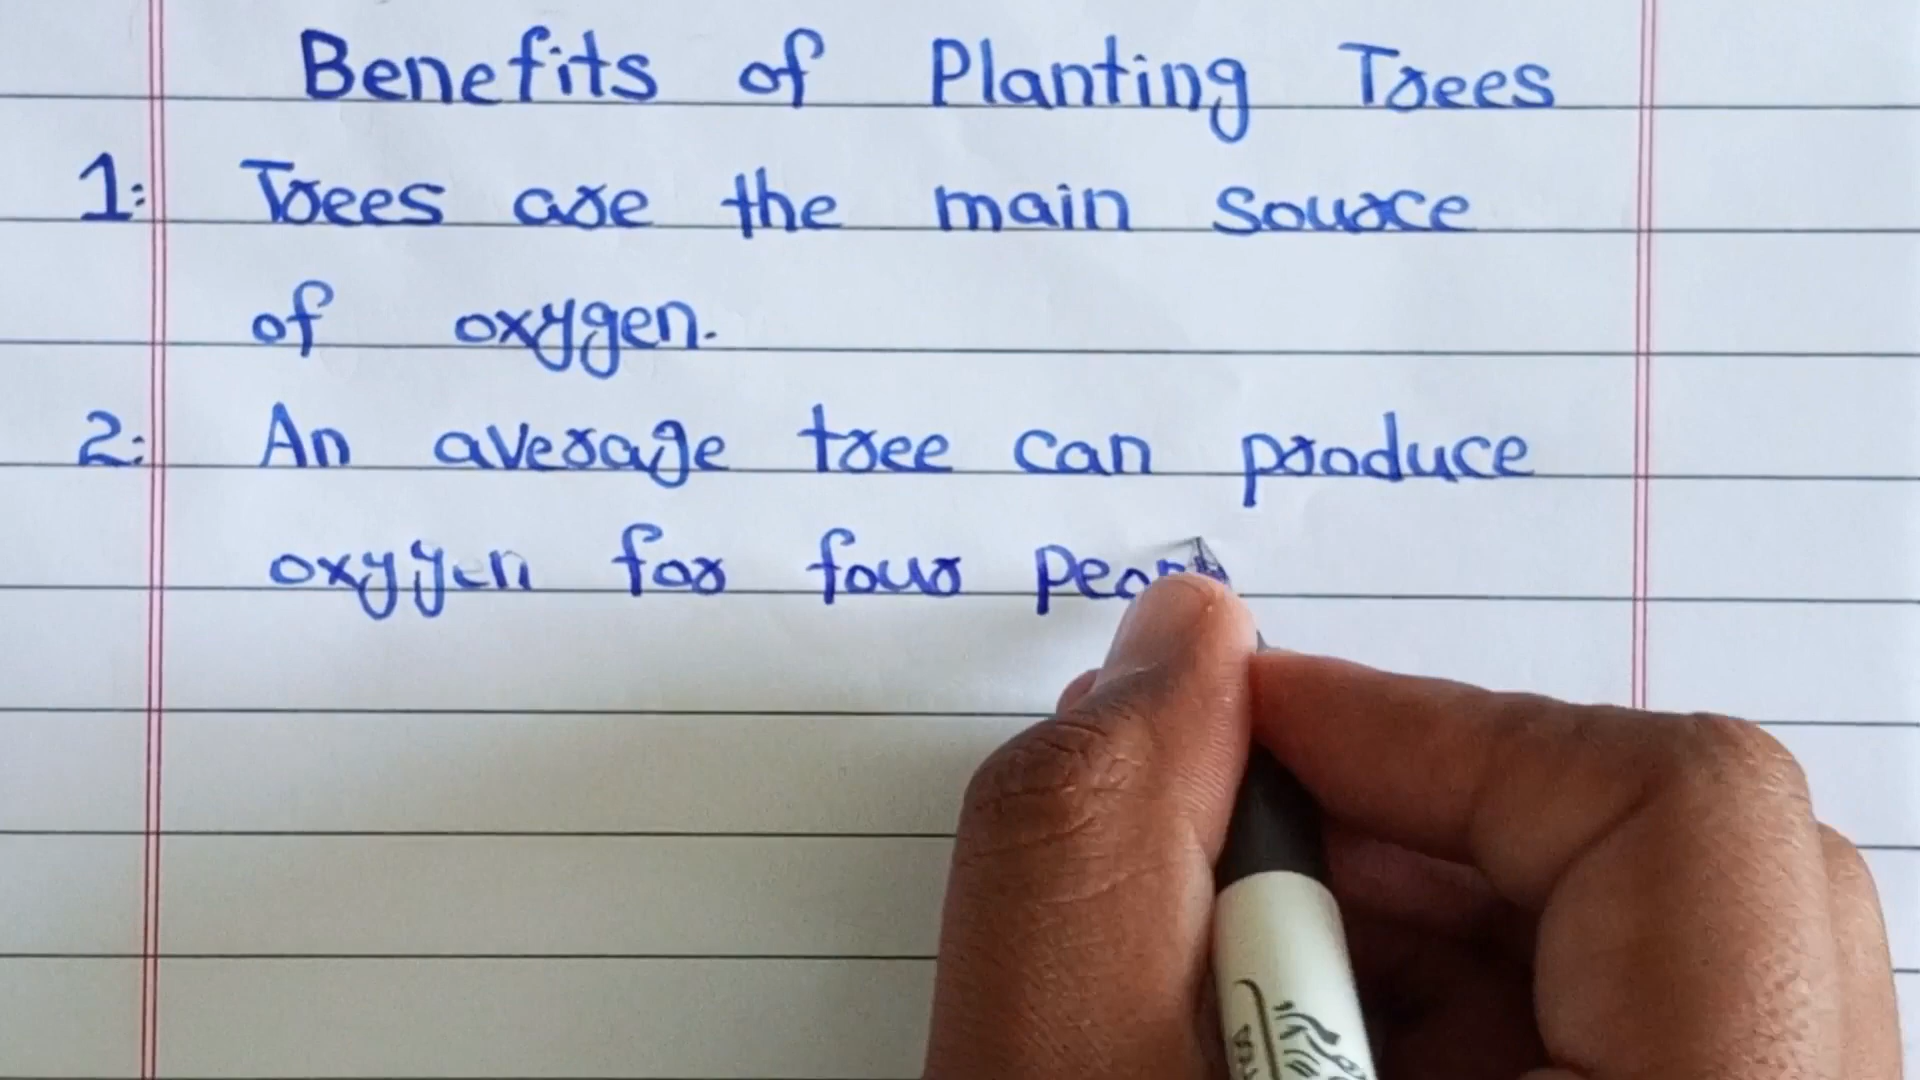 Benefits of Planting Trees
1: Trees are the main source
of oxygen.
2: An average tree can produce
oxygen for four peop